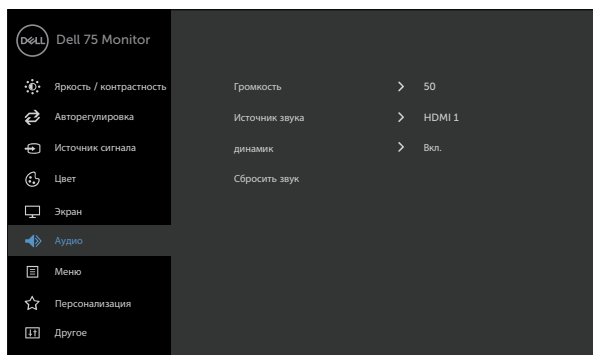 DELL Dell 75 Monitor
Яркость / контрастность
Громкость 50
Авторегулировка
Источник звука HDMI 1
Источник сигнала
динамик Вкл.
Цвет
Сбросить звук
Экран
Аудио
Меню
Персонализация
Другое